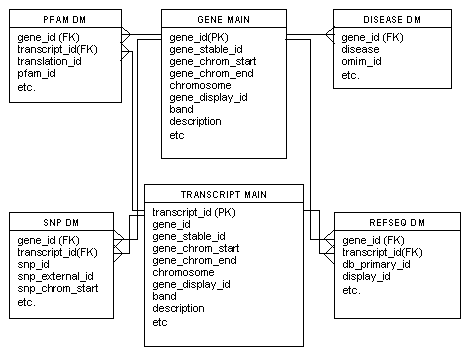 PFAM DM
gene_id (FK)
transcript_id(FK)
translation_id
pfam_id
etc.
GENE MAIN
gene_id(PK)
gene_stable_id
gene_chrom_start
gene_chrom_end
chromosome
gene_display_id
band
description
etc
DISEASE DM
gene_id (FK)
disease
omim_id
etc.
SNP DM
gene_id (FK)
transcript_id(FK)
snp_id
snp_external_id
snp_chrom_start
etc.
TRANSCRIPT MAIN
transcript_id (PK)
gene_id
gene_stable_id
gene_chrom_start
gene_chrom_end
chromosome
gene_display_id
band
description
etc
REFSEQ DM
gene_id (FK)
transcript_id(FK)
db_primary_id
display_id
etc.